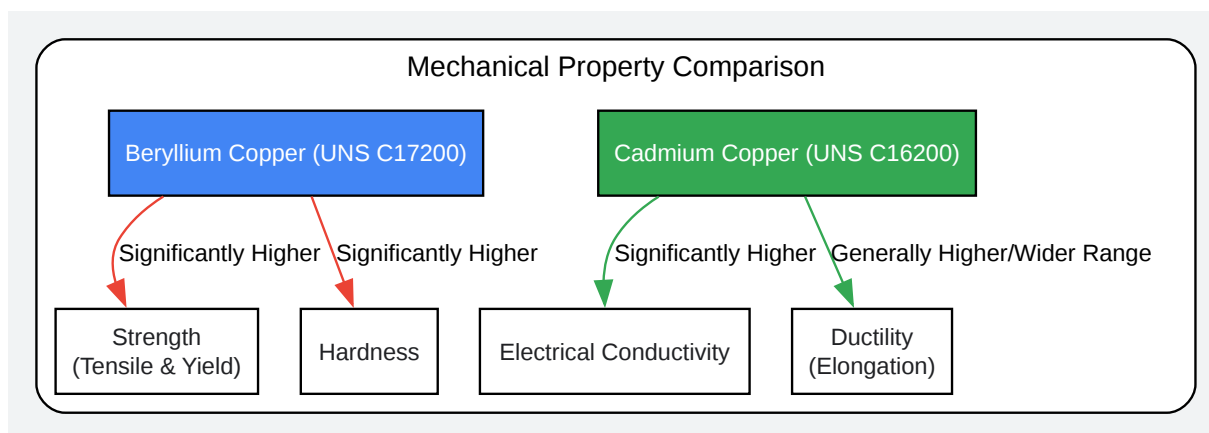 Mechanical Property Comparison
Beryllium Copper (UNS C17200)
Cadmium Copper (UNS C16200)
Significantly Higher
Significantly Higher
Significantly Higher
Generally Higher/Wider Range
Strength
(Tensile & Yield)
Hardness
Electrical Conductivity
Ductility
(Elongation)